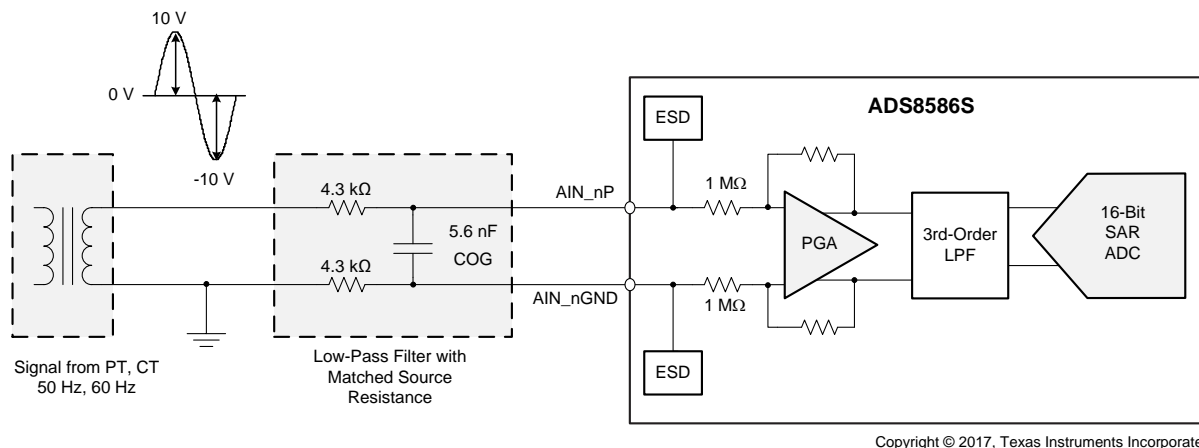 10 V
0 V
-10 V
Signal from PT, CT
50 Hz, 60 Hz
4.3 kΩ
5.6 nF
COG
4.3 kΩ
Low-Pass Filter with
Matched Source
Resistance
AIN_nP
AIN_nGND
ADS8586S
ESD
1 MΩ
PGA
1 MΩ
ESD
3rd-Order
LPF
16-Bit
SAR
ADC
Copyright © 2017, Texas Instruments Incorporate